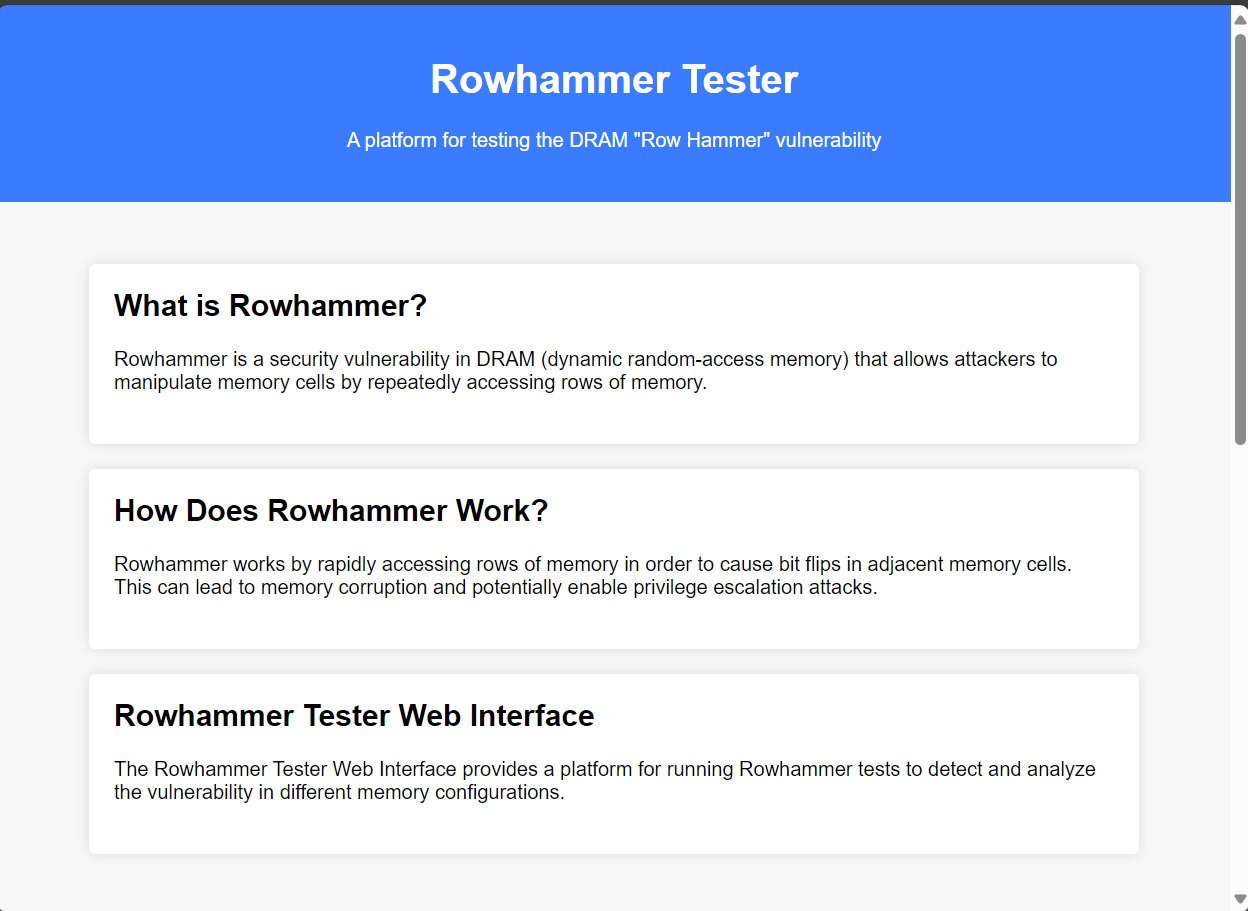 Rowhammer Tester
A platform for testing the DRAM "Row Hammer" vulnerability
What is Rowhammer?
Rowhammer is a security vulnerability in DRAM (dynamic random-access memory) that allows attackers to
manipulate memory cells by repeatedly accessing rows of memory.
How Does Rowhammer Work?
Rowhammer works by rapidly accessing rows of memory in order to cause bit flips in adjacent memory cells.
This can lead to memory corruption and potentially enable privilege escalation attacks.
Rowhammer Tester Web Interface
The Rowhammer Tester Web Interface provides a platform for running Rowhammer tests to detect and analyze
the vulnerability in different memory configurations.